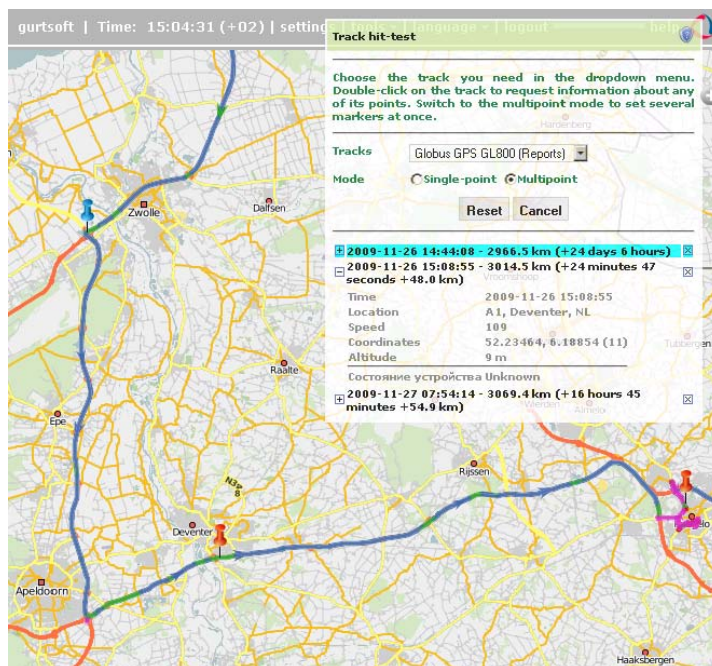 gurtsoft | Time: 15:04:31 (+02) | settings | tools | language | logout help
Track hit-test
Choose the track you need in the dropdown menu.
Double-click on the track to request information about any
of its points. Switch to the multipoint mode to set several
markers at once.
Hardenberg
Tracks Globus GPS GL800 (Reports)
Mode Single-point Multipoint
Reset Cancel
2009-11-26 14:44:08 - 2966.5 km (+24 days 6 hours)
2009-11-26 15:08:55 - 3014.5 km (+24 minutes 47
seconds +48.0 km)
Vroomshoop
Time 2009-11-26 15:08:55
Location A1, Deventer, NL
Speed 109
Coordinates 52.23464, 6.18854 (11)
Altitude 9 m
Tubbergen
Состояние устройства Unknown
2009-11-27 07:54:14 - 3069.4 km (+16 hours 45
minutes +54.9 km)
Wierden Almelo
Zwolle
Dalfsen
Raalte
Epe
N348
Rijssen
Deventer
Apeldoorn
Haaksbergen